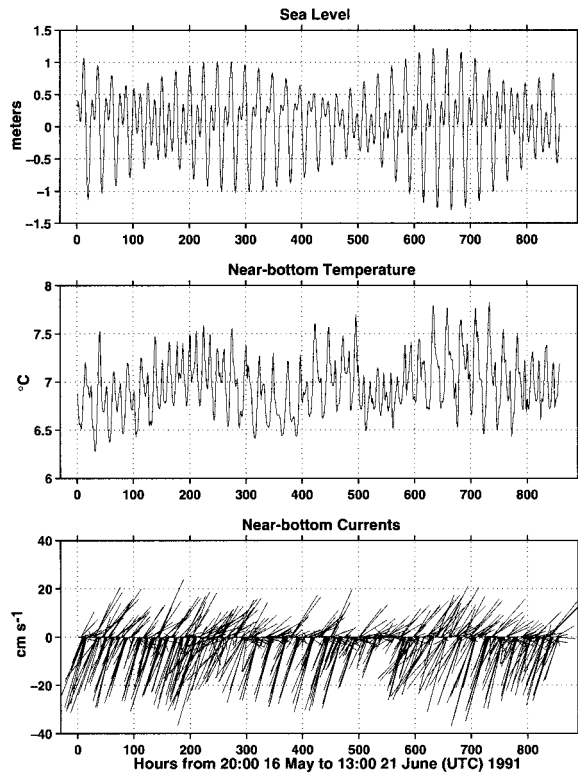 Sea Level
1.5
1
0.5
0
−0.5
−1
−1.5
meters
0 100 200 300 400 500 600 700 800
Near-bottom Temperature
8
7.5
7
6.5
6
°C
0 100 200 300 400 500 600 700 800
Near-bottom Currents
40
20
0
−20
−40
cm s-1
0 100 200 300 400 500 600 700 800
Hours from 20:00 16 May to 13:00 21 June (UTC) 1991